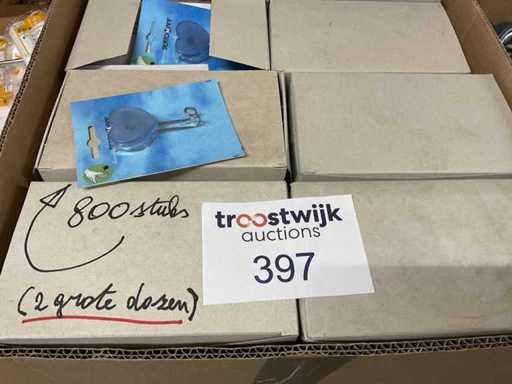 800 stuks
(2 grote dozen)
troostwijk
auctions
397